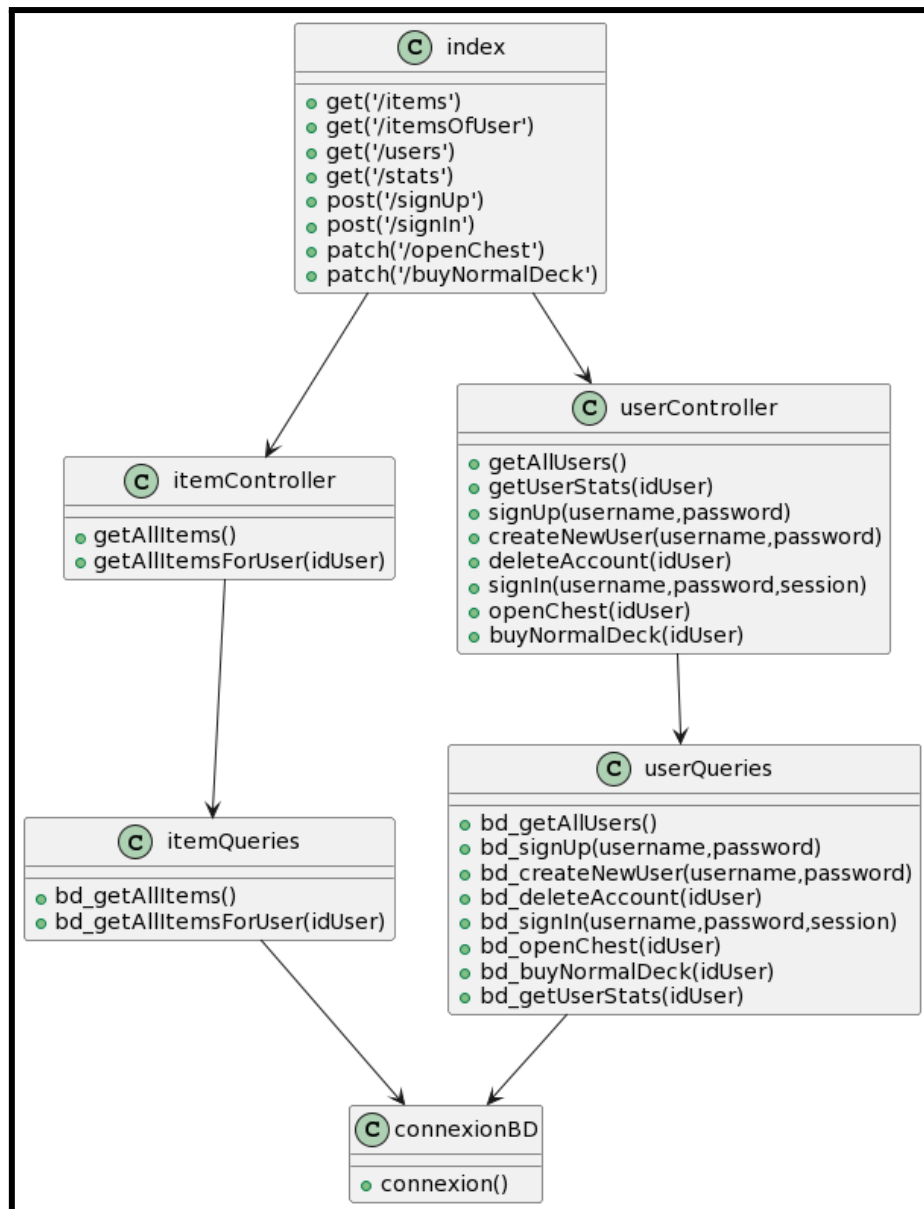 C index
get('/items')
get('/itemsOfUser')
get('/users')
get('/stats')
post('/signUp')
post('/signIn')
patch('/openChest')
patch('/buyNormalDeck')
C userController
getAllUsers()
getUserStats(idUser)
signUp(username,password)
createNewUser(username,password)
deleteAccount(idUser)
signIn(username,password,session)
openChest(idUser)
buyNormalDeck(idUser)
C itemController
getAllItems()
getAllItemsForUser(idUser)
C userQueries
bd_getAllUsers()
bd_signUp(username,password)
bd_createNewUser(username,password)
bd_deleteAccount(idUser)
bd_signIn(username,password,session)
bd_openChest(idUser)
bd_buyNormalDeck(idUser)
bd_getUserStats(idUser)
C itemQueries
bd_getAllItems()
bd_getAllItemsForUser(idUser)
C connexionBD
connexion()